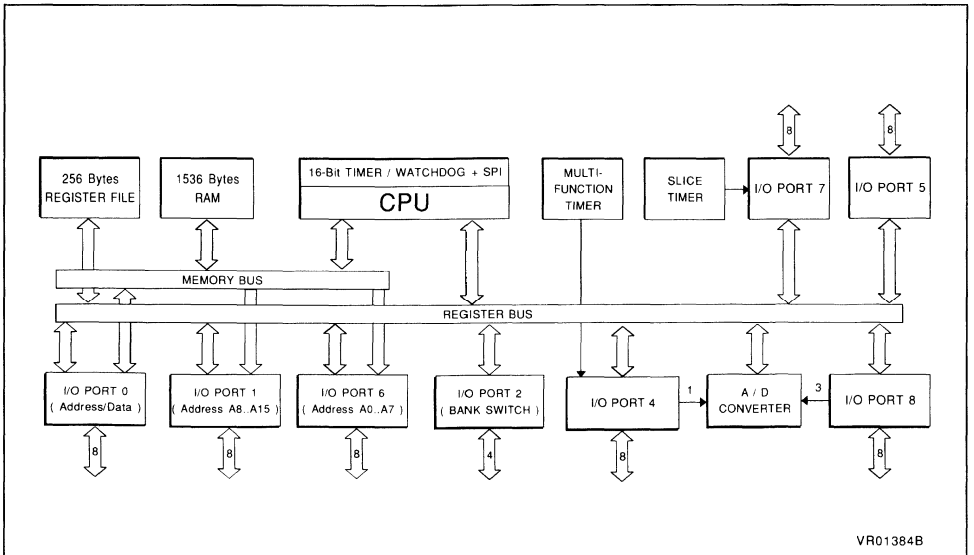 8
8
256 Bytes
REGISTER FILE
1536 Bytes
RAM
16-Bit TIMER / WATCHDOG + SPI
CPU
MULTI-
FUNCTION
TIMER
SLICE
TIMER
I/O PORT 7
I/O PORT 5
MEMORY BUS
REGISTER BUS
I/O PORT 0
( Address/Data )
I/O PORT 1
(Address A8..A15)
I/O PORT 6
(Address A0..A7)
I/O PORT 2
( BANK SWITCH )
I/O PORT 4
1
A / D
CONVERTER
3
I/O PORT 8
8
8
8
4
8
8
VR01384B